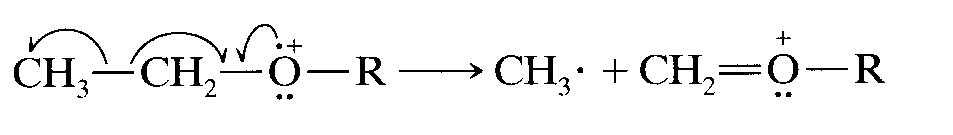 CH₃—CH₂—Ȯ⁺—R ⟶ CH₃· + CH₂=O⁺—R